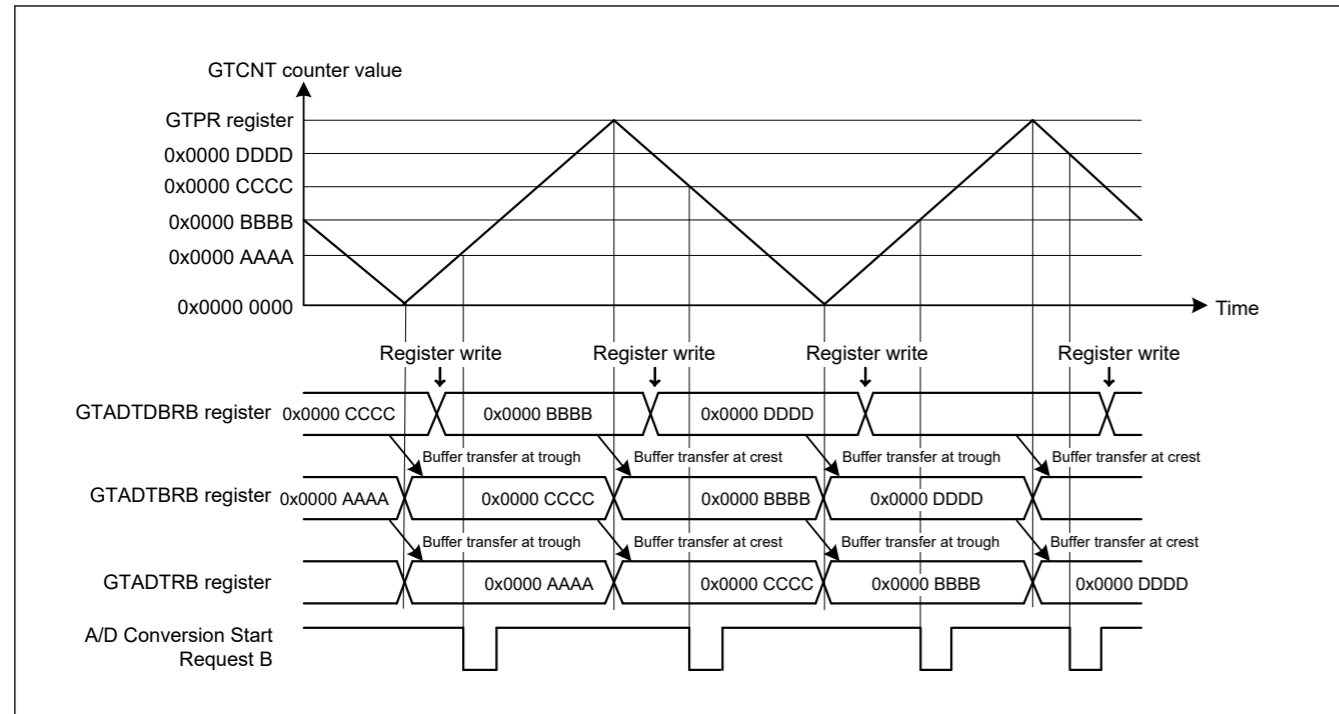 GTCNT counter value
GTPR register
0x0000 DDDD
0x0000 CCCC
0x0000 BBBB
0x0000 AAAA
0x0000 0000
Time
Register write Register write Register write Register write
GTADTDBRB register 0x0000 CCCC 0x0000 BBBB 0x0000 DDDD
Buffer transfer at trough Buffer transfer at crest Buffer transfer at trough Buffer transfer at crest
GTADTBRB register 0x0000 AAAA 0x0000 CCCC 0x0000 BBBB 0x0000 DDDD
Buffer transfer at trough Buffer transfer at crest Buffer transfer at trough Buffer transfer at crest
GTADTRB register 0x0000 AAAA 0x0000 CCCC 0x0000 BBBB 0x0000 DDDD
A/D Conversion Start
Request B